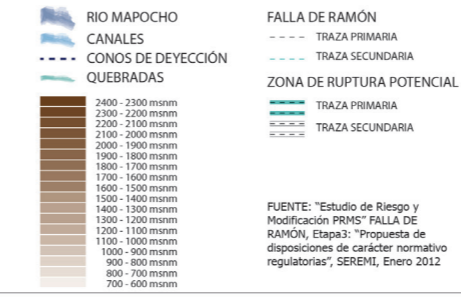 RIO MAPOCHO
CANALES
CONOS DE DEYECCIÓN
QUEBRADAS
2400 - 2300 msnm
2300 - 2200 msnm
2200 - 2100 msnm
2100 - 2000 msnm
2000 - 1900 msnm
1900 - 1800 msnm
1800 - 1700 msnm
1700 - 1600 msnm
1600 - 1500 msnm
1500 - 1400 msnm
1400 - 1300 msnm
1300 - 1200 msnm
1200 - 1100 msnm
1100 - 1000 msnm
1000 - 900 msnm
900 - 800 msnm
800 - 700 msnm
700 - 600 msnm
FALLA DE RAMÓN
TRAZA PRIMARIA
TRAZA SECUNDARIA
ZONA DE RUPTURA POTENCIAL
TRAZA PRIMARIA
TRAZA SECUNDARIA
FUENTE: "Estudio de Riesgo y
Modificación PRMS" FALLA DE
RAMÓN, Etapa3: "Propuesta de
disposiciones de carácter normativo
regulatorias", SEREMI, Enero 2012